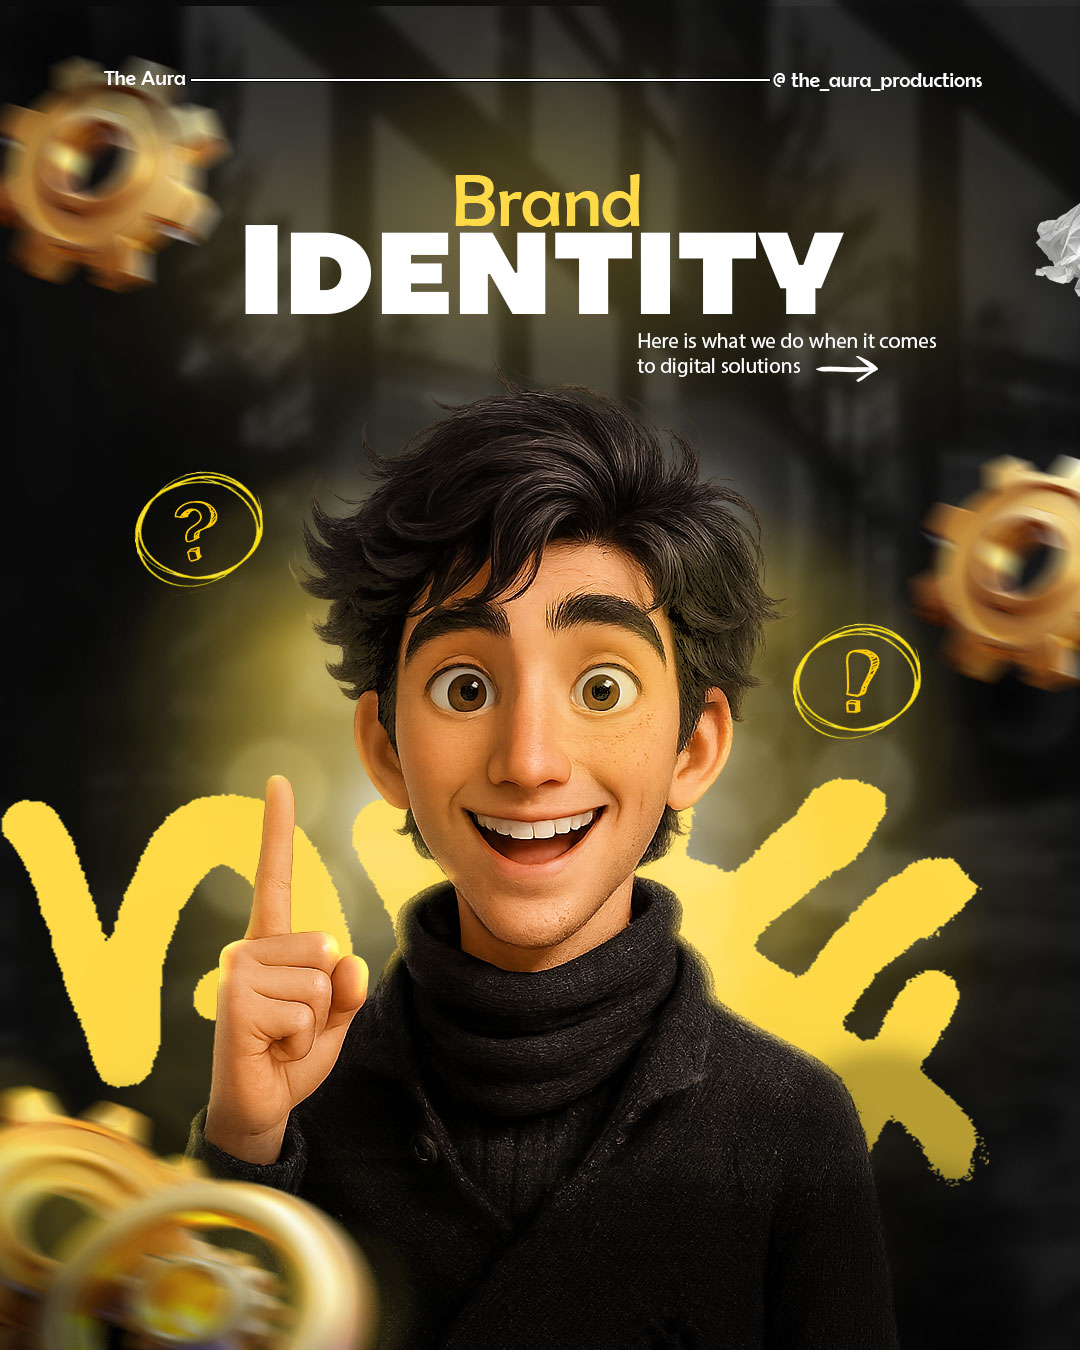 The Aura
@ the_aura_productions
Brand
IDENTITY
Here is what we do when it comes
to digital solutions
?
!